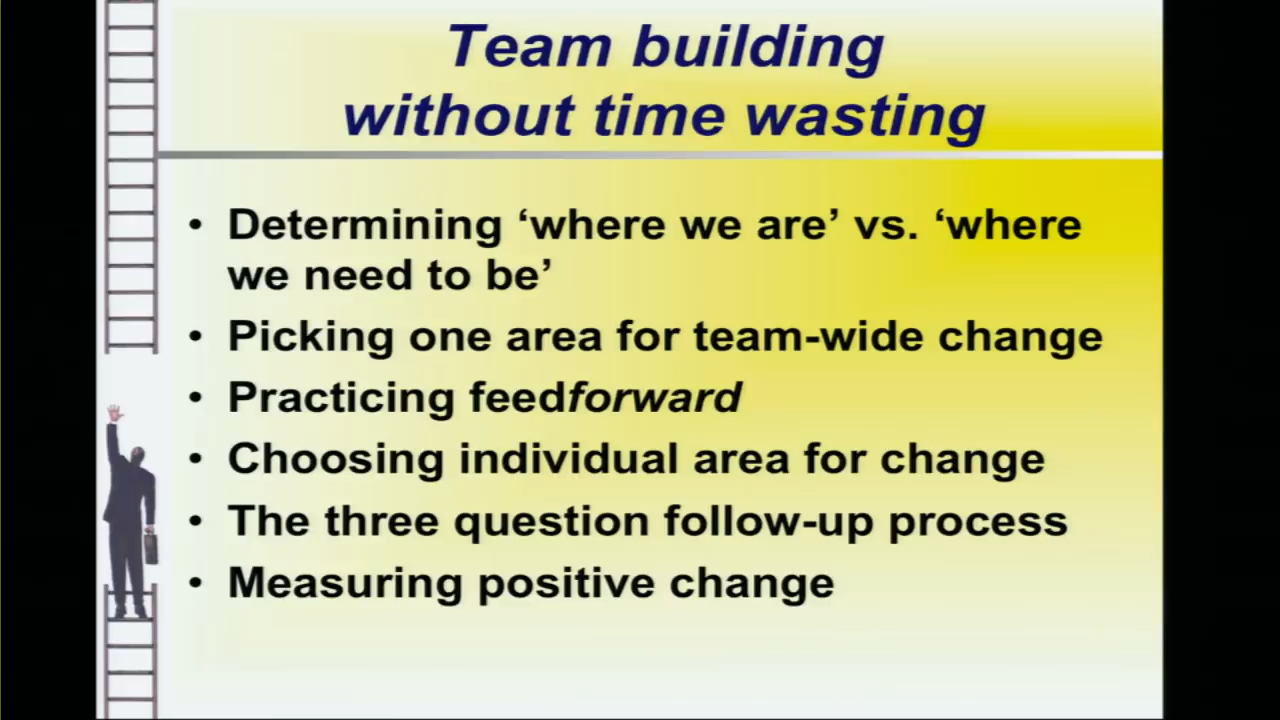 Team building
without time wasting
• Determining ‘where we are’ vs. ‘where
we need to be’
• Picking one area for team-wide change
• Practicing feedforward
• Choosing individual area for change
• The three question follow-up process
• Measuring positive change